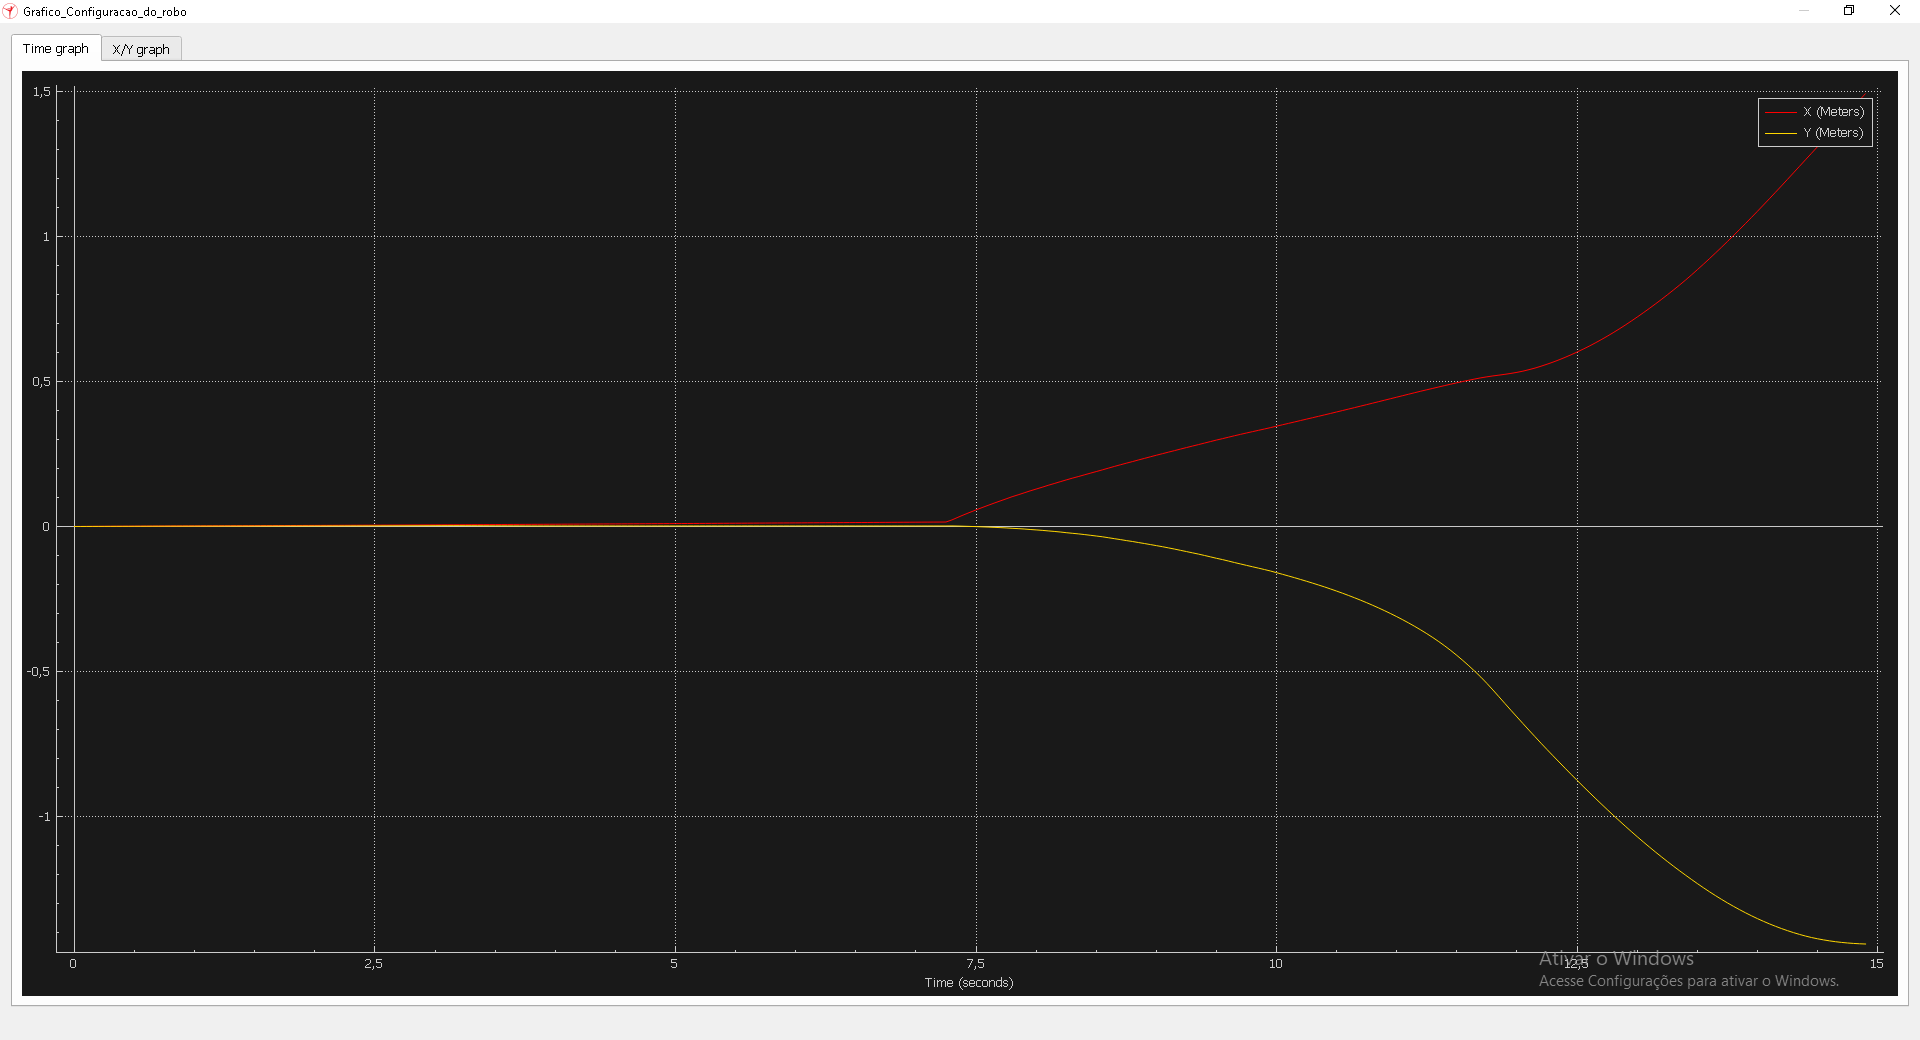 Grafico_Configuracao_do_robo
Time graph
X/Y graph
1,5
1
0,5
0
-0,5
-1
X (Meters)
Y (Meters)
0
2,5
5
7,5
10
12,5
15
Time (seconds)
Ativar o Windows
Acesse Configurações para ativar o Windows.